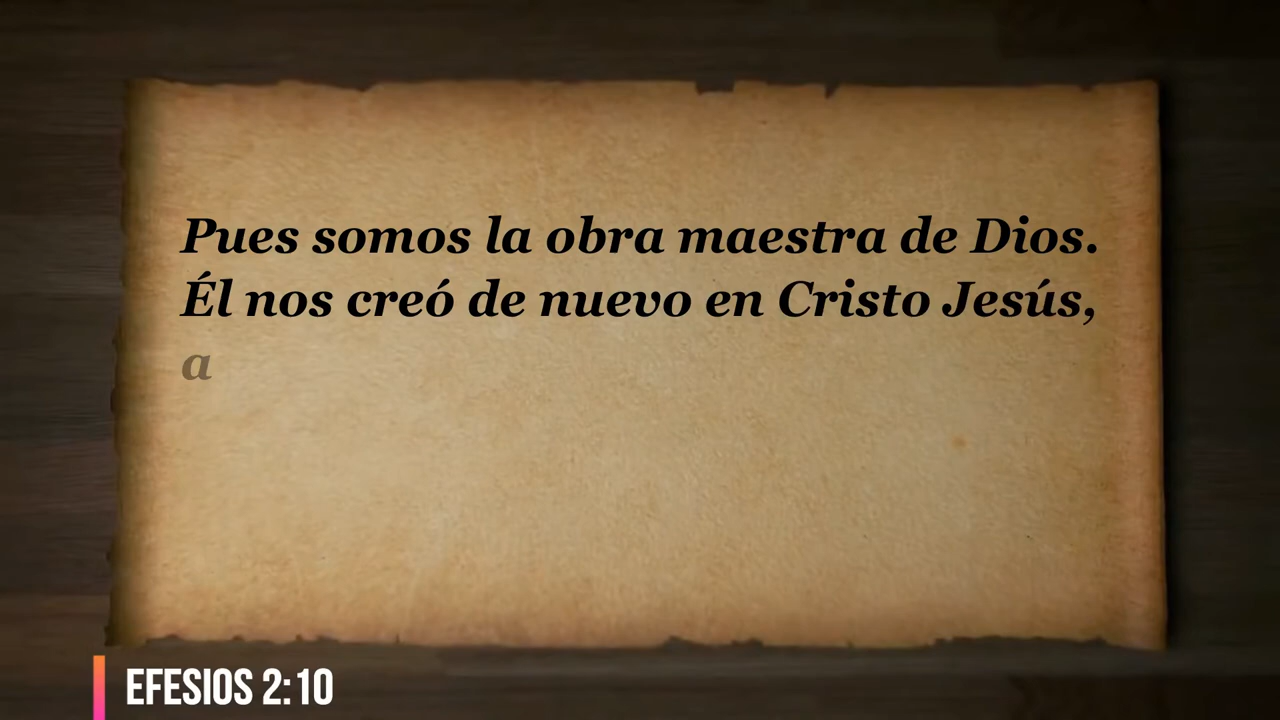 Pues somos la obra maestra de Dios.
Él nos creó de nuevo en Cristo Jesús,
a
EFESIOS 2:10